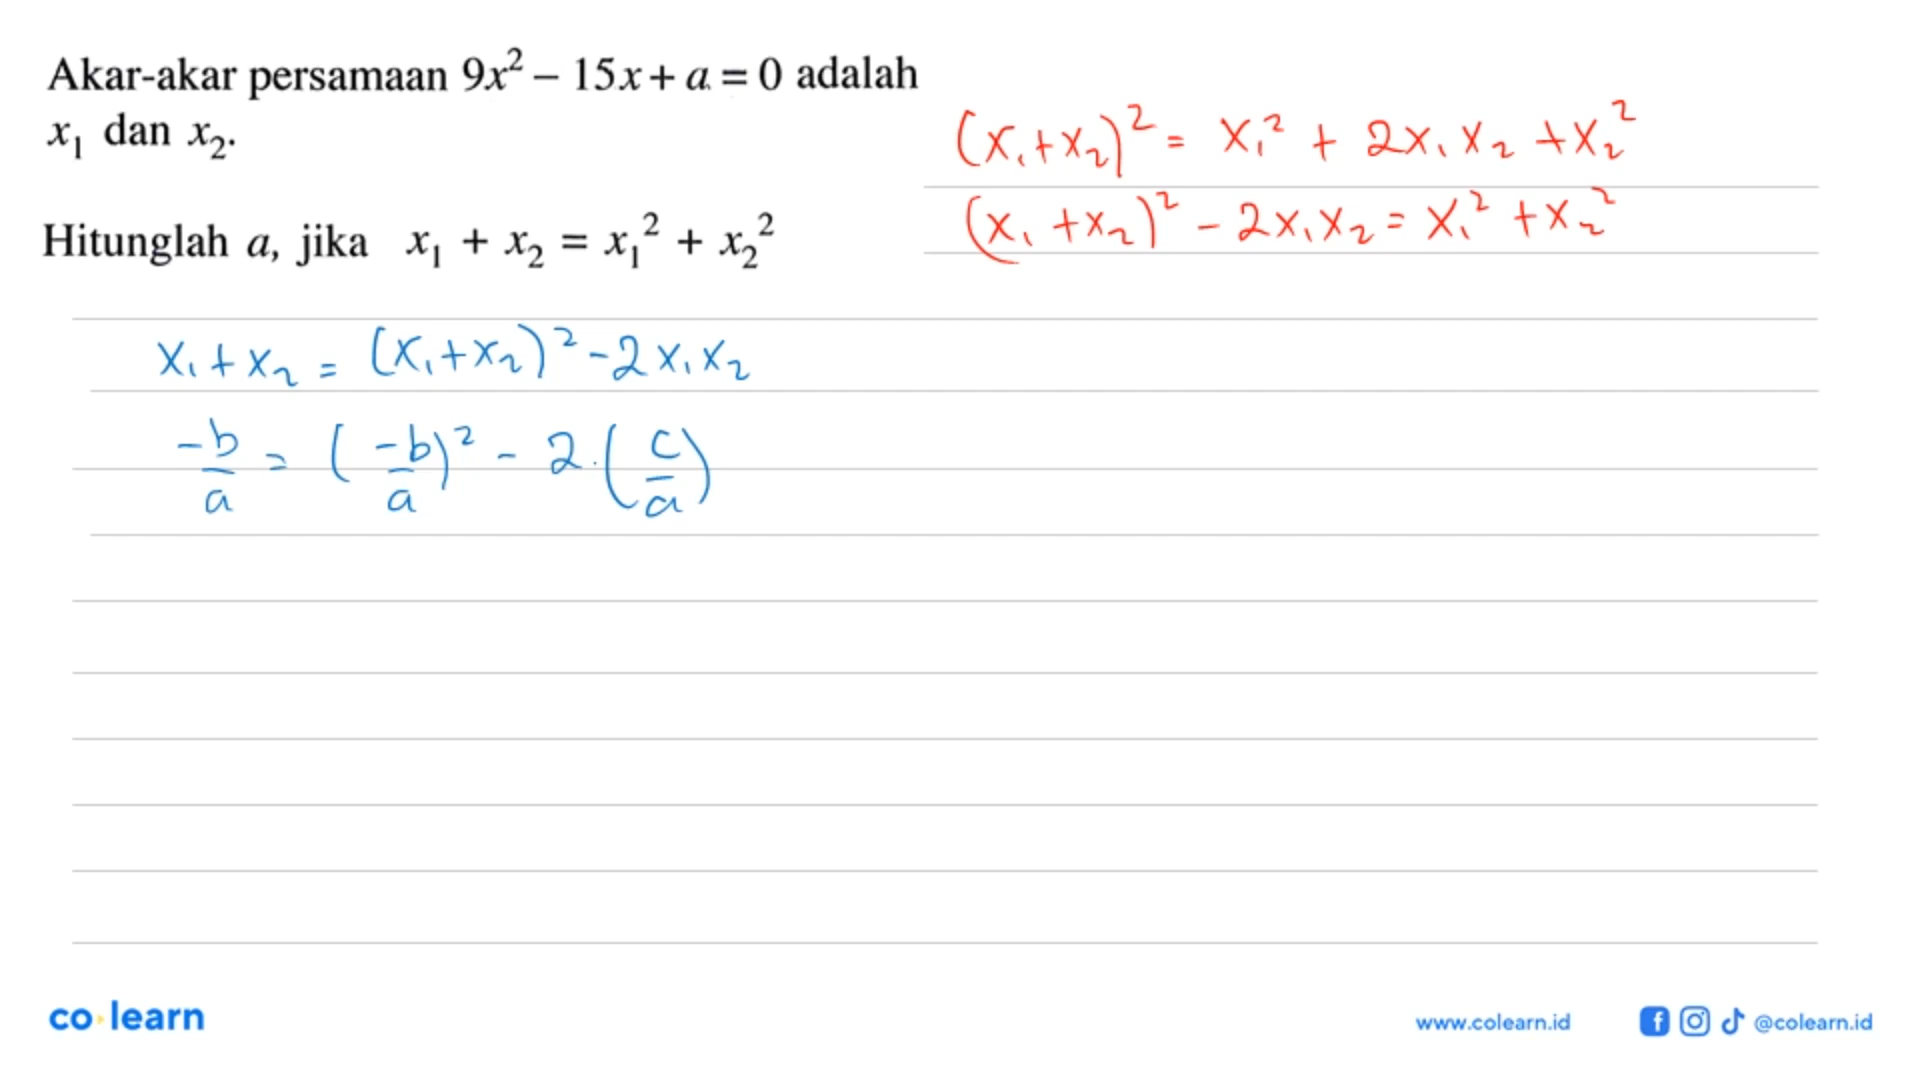 Akar-akar persamaan 9x² – 15x + a = 0 adalah
x₁ dan x₂.
Hitunglah a, jika x₁ + x₂ = x₁² + x₂²
(x₁+x₂)² = x₁² + 2x₁x₂ + x₂²
(x₁+x₂)² - 2x₁x₂ = x₁² + x₂²
x₁+x₂ = (x₁+x₂)² - 2x₁x₂
-b/a = (-b/a)² - 2.(c/a)
co learn
www.colearn.id
@colearn.id